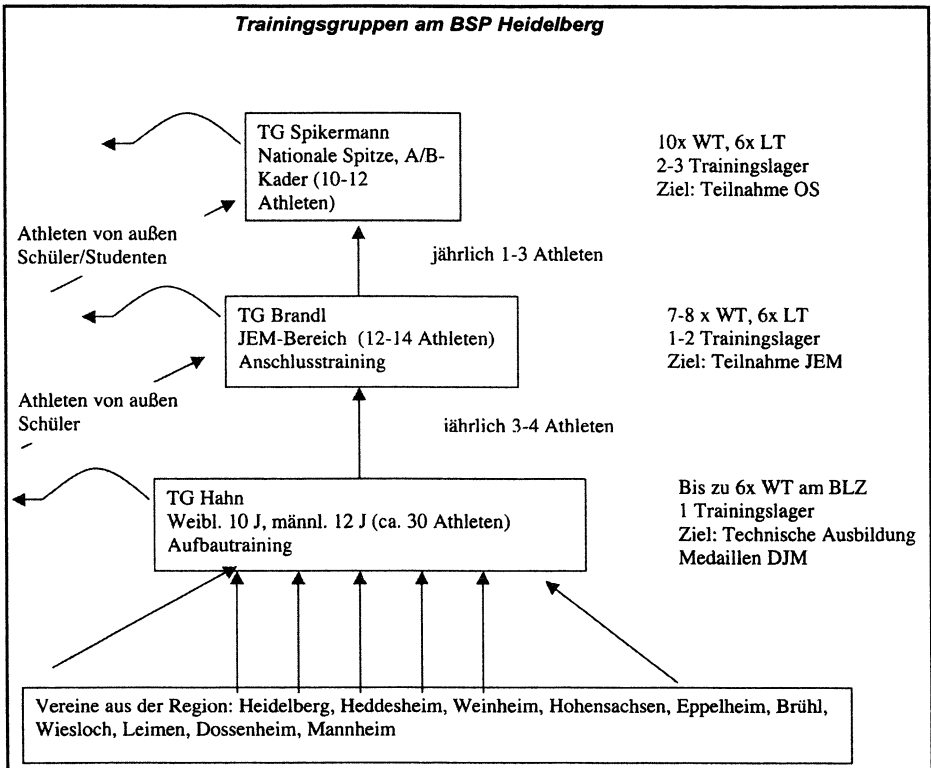 Trainingsgruppen am BSP Heidelberg
TG Spikermann
Nationale Spitze, A/B-
Kader (10-12
Athleten)
10x WT, 6x LT
2-3 Trainingslager
Ziel: Teilnahme OS
Athleten von außen
Schüler/Studenten
jährlich 1-3 Athleten
TG Brandl
JEM-Bereich (12-14 Athleten)
Anschlusstraining
7-8 x WT, 6x LT
1-2 Trainingslager
Ziel: Teilnahme JEM
Athleten von außen
Schüler
iährlich 3-4 Athleten
TG Hahn
Weibl. 10 J, männl. 12 J (ca. 30 Athleten)
Aufbautraining
Bis zu 6x WT am BLZ
1 Trainingslager
Ziel: Technische Ausbildung
Medaillen DJM
Vereine aus der Region: Heidelberg, Heddesheim, Weinheim, Hohensachsen, Eppelheim, Brühl,
Wiesloch, Leimen, Dossenheim, Mannheim